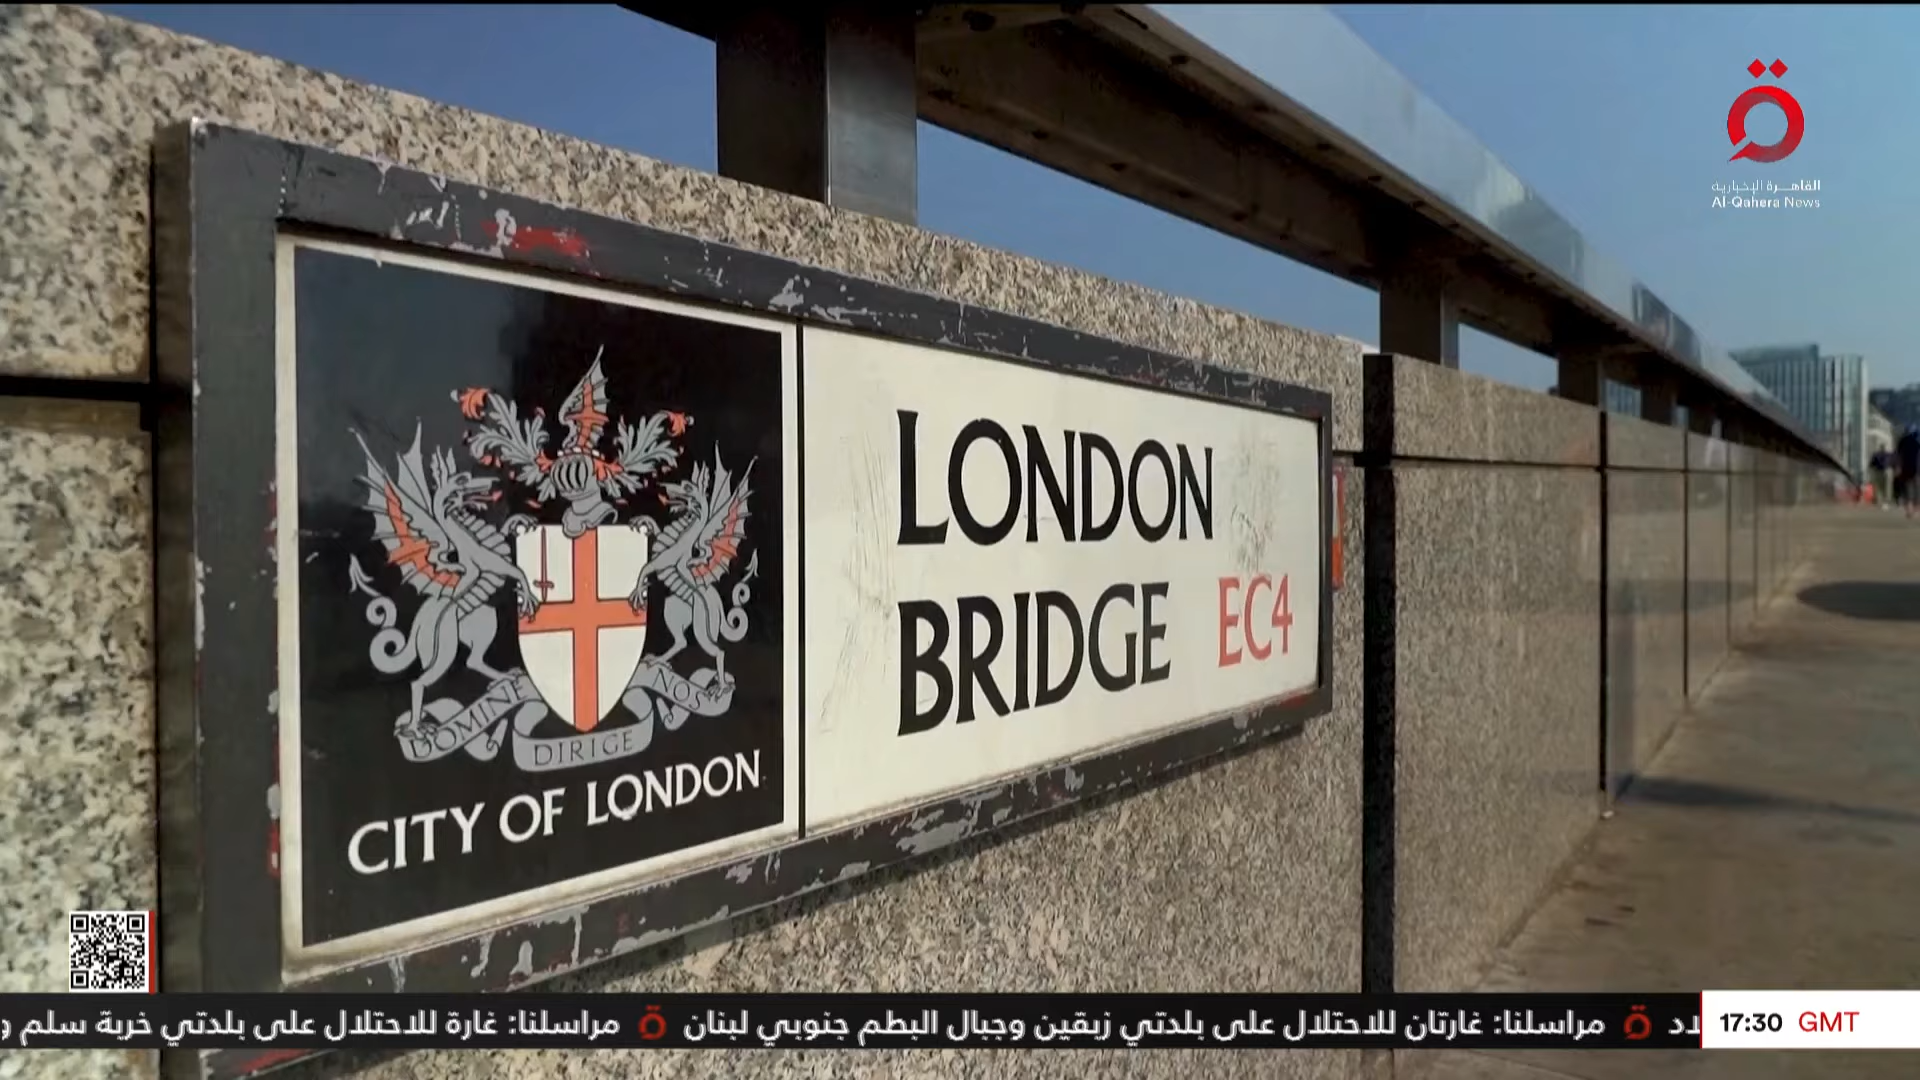 القاهرة الإخبارية
Al-Qahera News
LONDON
BRIDGE EC4
DOMINE DIRIGE NOS
CITY OF LONDON
لاد مراسلنا: غارتان للاحتلال على بلدتي زبقين وجبال البطم جنوبي لبنان مراسلنا: غارة للاحتلال على بلدتي خربة سلم و
17:30 GMT